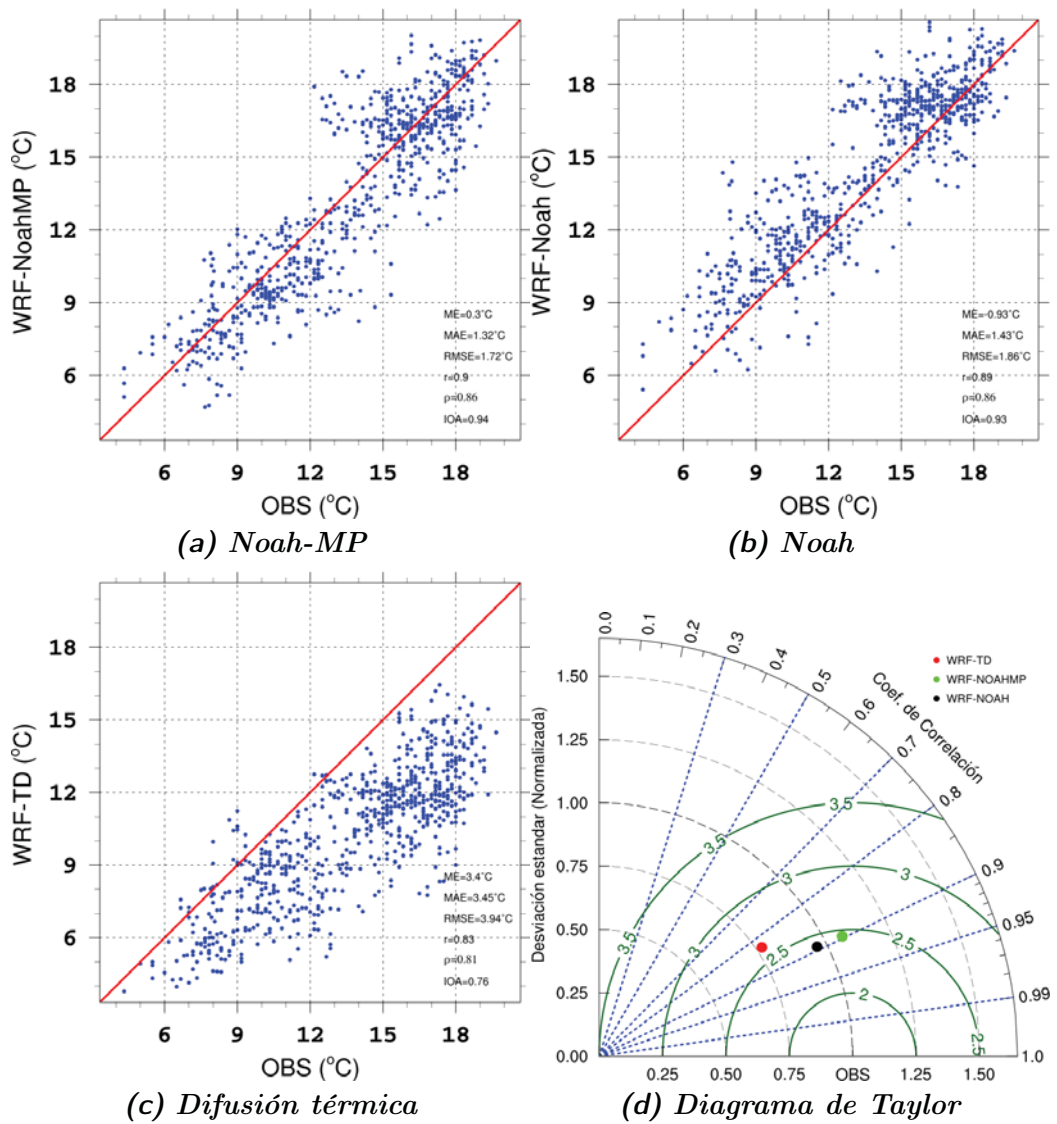 WRF-NoahMP (°C)
18
15
12
9
6
ME=0.3°C
MAE=1.32°C
RMSE=1.72°C
r=0.9
ρ=0.86
IOA=0.94
6 9 12 15 18
OBS (°C)
(a) Noah-MP
WRF-Noah (°C)
18
15
12
9
6
ME=-0.93°C
MAE=1.43°C
RMSE=1.86°C
r=0.89
ρ=0.86
IOA=0.93
6 9 12 15 18
OBS (°C)
(b) Noah
WRF-TD (°C)
18
15
12
9
6
ME=3.4°C
MAE=3.45°C
RMSE=3.94°C
r=0.83
ρ=0.81
IOA=0.76
6 9 12 15 18
OBS (°C)
(c) Difusión térmica
Desviación estandar (Normalizada)
1.50
1.25
1.00
0.75
0.50
0.25
0.00
0.0 0.1 0.2 0.3 0.4 0.5 0.6 0.7 0.8 0.9 0.95 0.99 1.0
Coef. de Correlación
WRF-TD
WRF-NOAHMP
WRF-NOAH
3.5 3.5 3.5
3 3 3
2.5 2.5 2.5 2.5
2
0.25 0.50 0.75 OBS 1.25 1.50
(d) Diagrama de Taylor